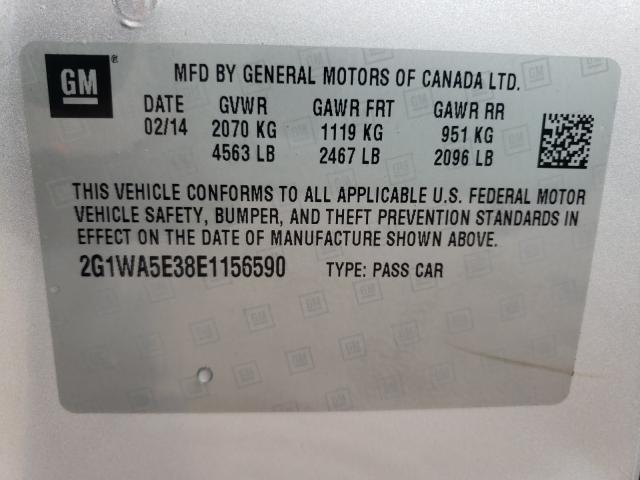 GM ®
MFD BY GENERAL MOTORS OF CANADA LTD.
DATE GVWR GAWR FRT GAWR RR
02/14 2070 KG 1119 KG 951 KG
4563 LB 2467 LB 2096 LB
THIS VEHICLE CONFORMS TO ALL APPLICABLE U.S. FEDERAL MOTOR
VEHICLE SAFETY, BUMPER, AND THEFT PREVENTION STANDARDS IN
EFFECT ON THE DATE OF MANUFACTURE SHOWN ABOVE.
2G1WA5E38E1156590 TYPE: PASS CAR